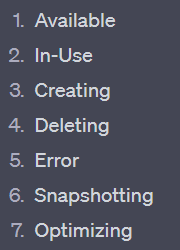 1. Available
2. In-Use
3. Creating
4. Deleting
5. Error
6. Snapshotting
7. Optimizing